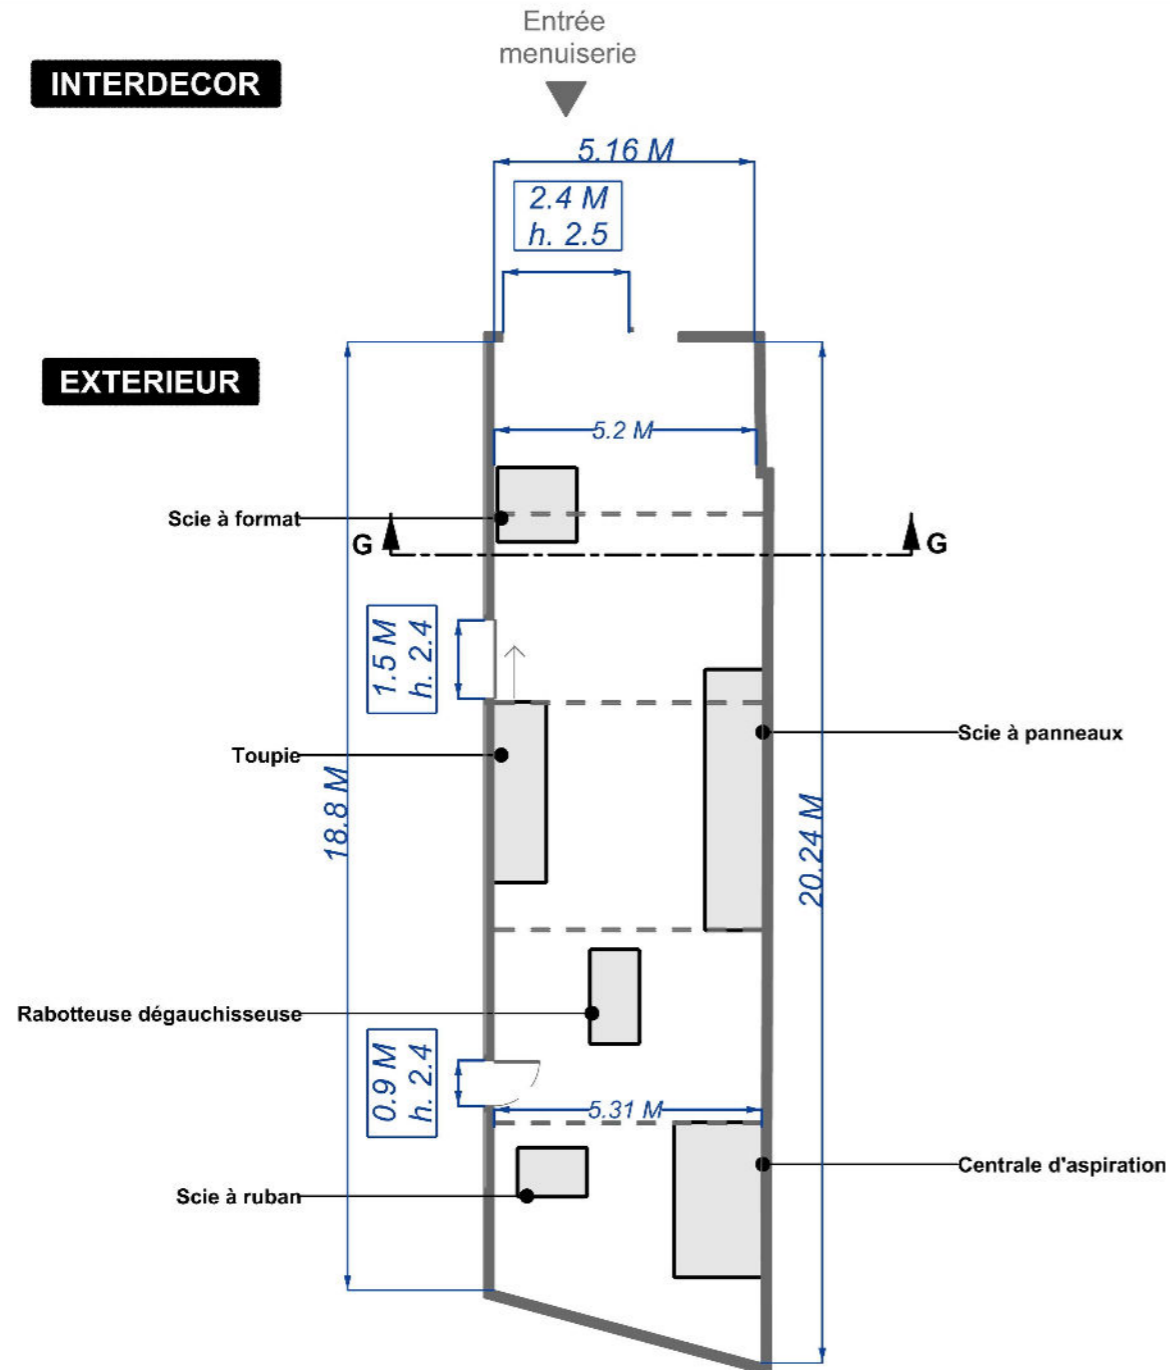 Entrée
menuiserie
INTERDECOR
5.16 M
2.4 M
h. 2.5
EXTERIEUR
5.2 M
Scie à format
G
G
1.5 M
h. 2.4
Toupie
Scie à panneaux
18.8 M
20.24 M
Rabotteuse dégauchisseuse
0.9 M
h. 2.4
5.31 M
Centrale d'aspiration
Scie à ruban